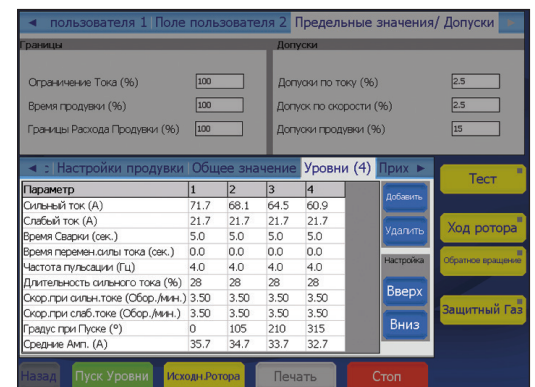 ◄ пользователя 1 Поле пользователя 2 Предельные значения/ Допуски ►
Границы Допуски
Ограничение Тока (%) 100 Допуски по току (%) 2.5
Время продувки (%) 100 Допуск по скорости (%) 2.5
Границы Расхода Продувки (%) 100 Допуски продувки (%) 15
◄ Настройки продувки Общее значение Уровни (4) Прих ►
Тест
Параметр 1 2 3 4
Добавить
Сильный ток (А) 71.7 68.1 64.5 60.9
Слабый ток (А) 21.7 21.7 21.7 21.7
Удалить
Ход ротора
Время Сварки (сек.) 5.0 5.0 5.0 5.0
Время перемен.силы тока (сек.) 0.0 0.0 0.0 0.0
Настройка
Обратное вращение
Частота пульсации (Гц) 4.0 4.0 4.0 4.0
Длительность сильного тока (%) 28 28 28 28
Вверх
Скор.при сильн.токе (Обор./мин.) 3.50 3.50 3.50 3.50
Защитный Газ
Скор.при слаб.токе (Обор./мин.) 3.50 3.50 3.50 3.50
Вниз
Градус при Пуске (°) 0 105 210 315
Средние Амп. (А) 35.7 34.7 33.7 32.7
Назад Пуск Уровни Исходн.Ротора Печать Стоп